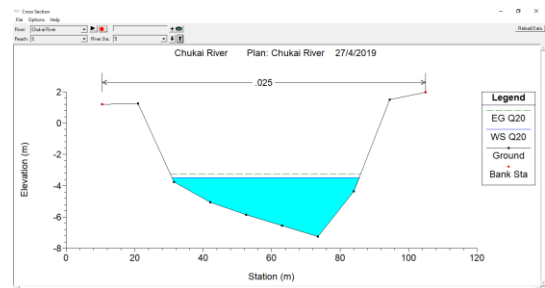 Cross Section
File Options Help
River: Chukai River
Reload Data
Reach: S River Sta.: 5
Chukai River Plan: Chukai River 27/4/2019
.025
Legend
EG Q20
WS Q20
Ground
Bank Sta
Elevation (m)
2
0
-2
-4
-6
-8
0 20 40 60 80 100 120
Station (m)